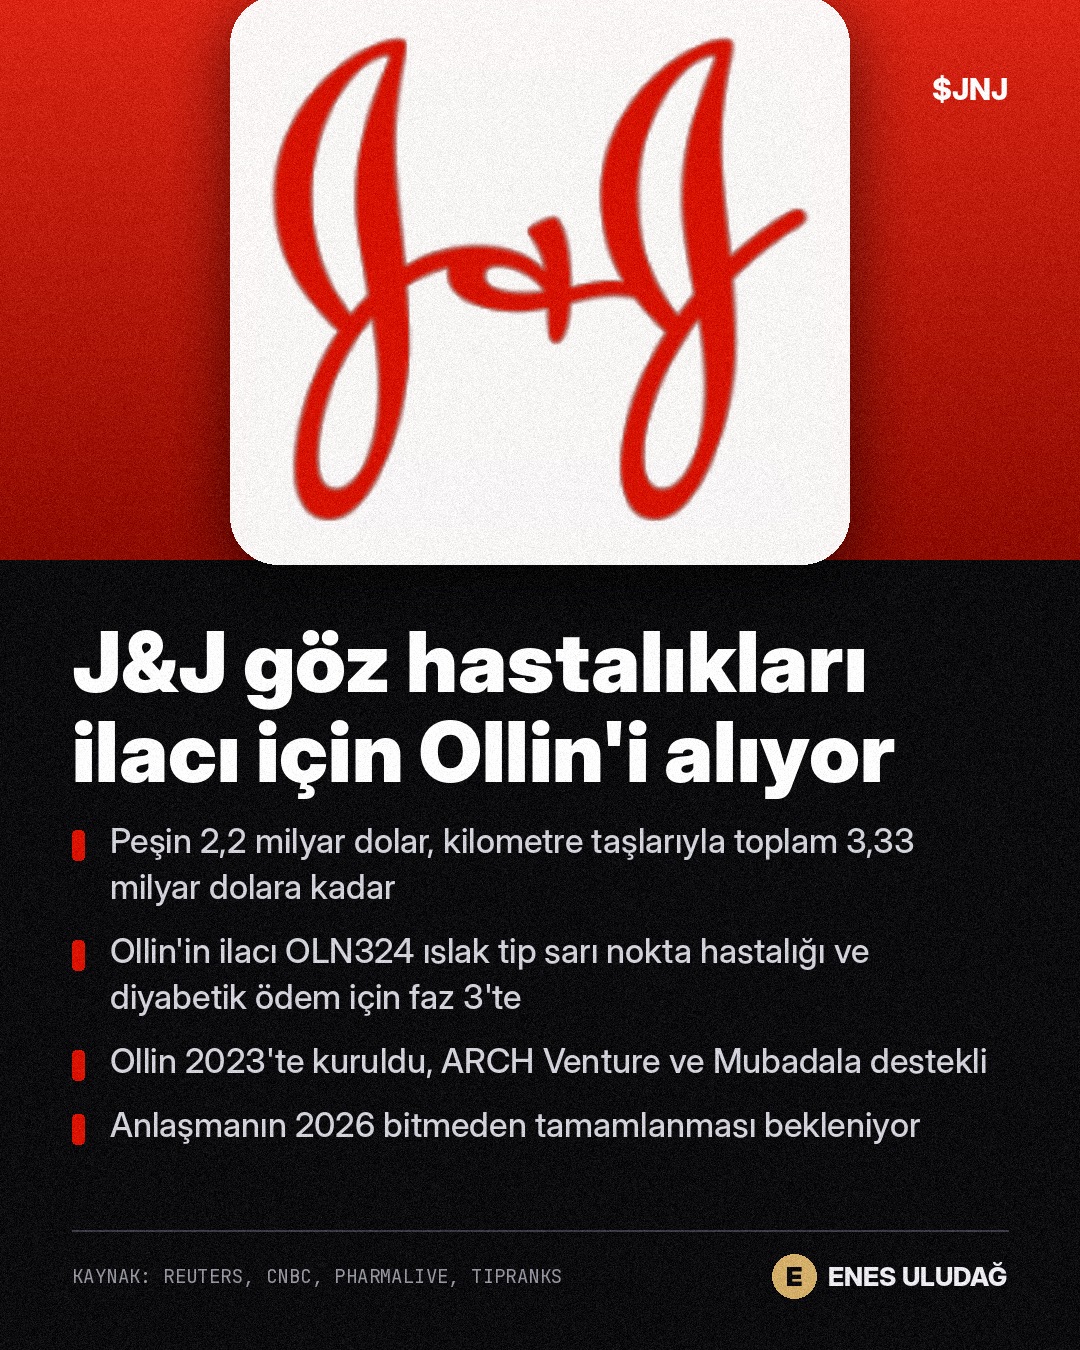 J&J
$JNJ
J&J göz hastalıkları
ilacı için Ollin'i alıyor
Peşin 2,2 milyar dolar, kilometre taşlarıyla toplam 3,33
milyar dolara kadar
Ollin'in ilacı OLN324 ıslak tip sarı nokta hastalığı ve
diyabetik ödem için faz 3'te
Ollin 2023'te kuruldu, ARCH Venture ve Mubadala destekli
Anlaşmanın 2026 bitmeden tamamlanması bekleniyor
KAYNAK: REUTERS, CNBC, PHARMALIVE, TIPRANKS
E ENES ULUDAĞ